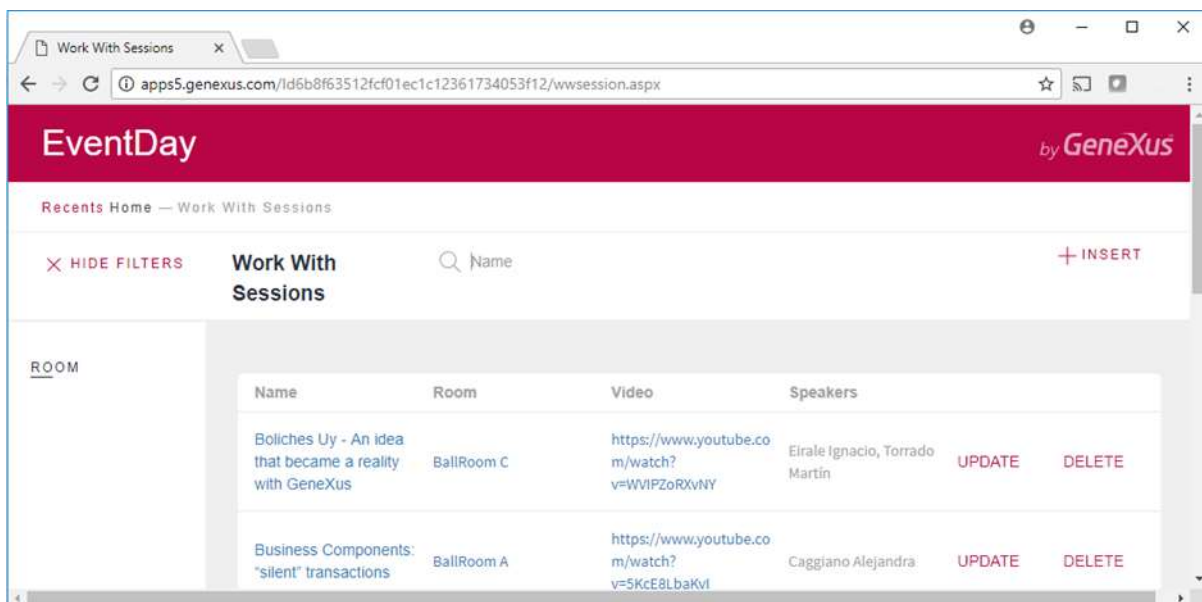 Work With Sessions
apps5.genexus.com/Id6b8f63512fcf01ec1c12361734053f12/wwsession.aspx
EventDay
by GeneXus
Recents Home — Work With Sessions
HIDE FILTERS
Work With
Sessions
Name
INSERT
ROOM
Name Room Video Speakers
Boliches Uy - An idea
that became a reality
with GeneXus
BallRoom C
https://www.youtube.co
m/watch?
v=WVIPZoRXvNY
Eirale Ignacio, Torrado
Martín
UPDATE DELETE
Business Components:
“silent” transactions
BallRoom A
https://www.youtube.co
m/watch?
v=5KcE8LbaKvI
Caggiano Alejandra
UPDATE DELETE